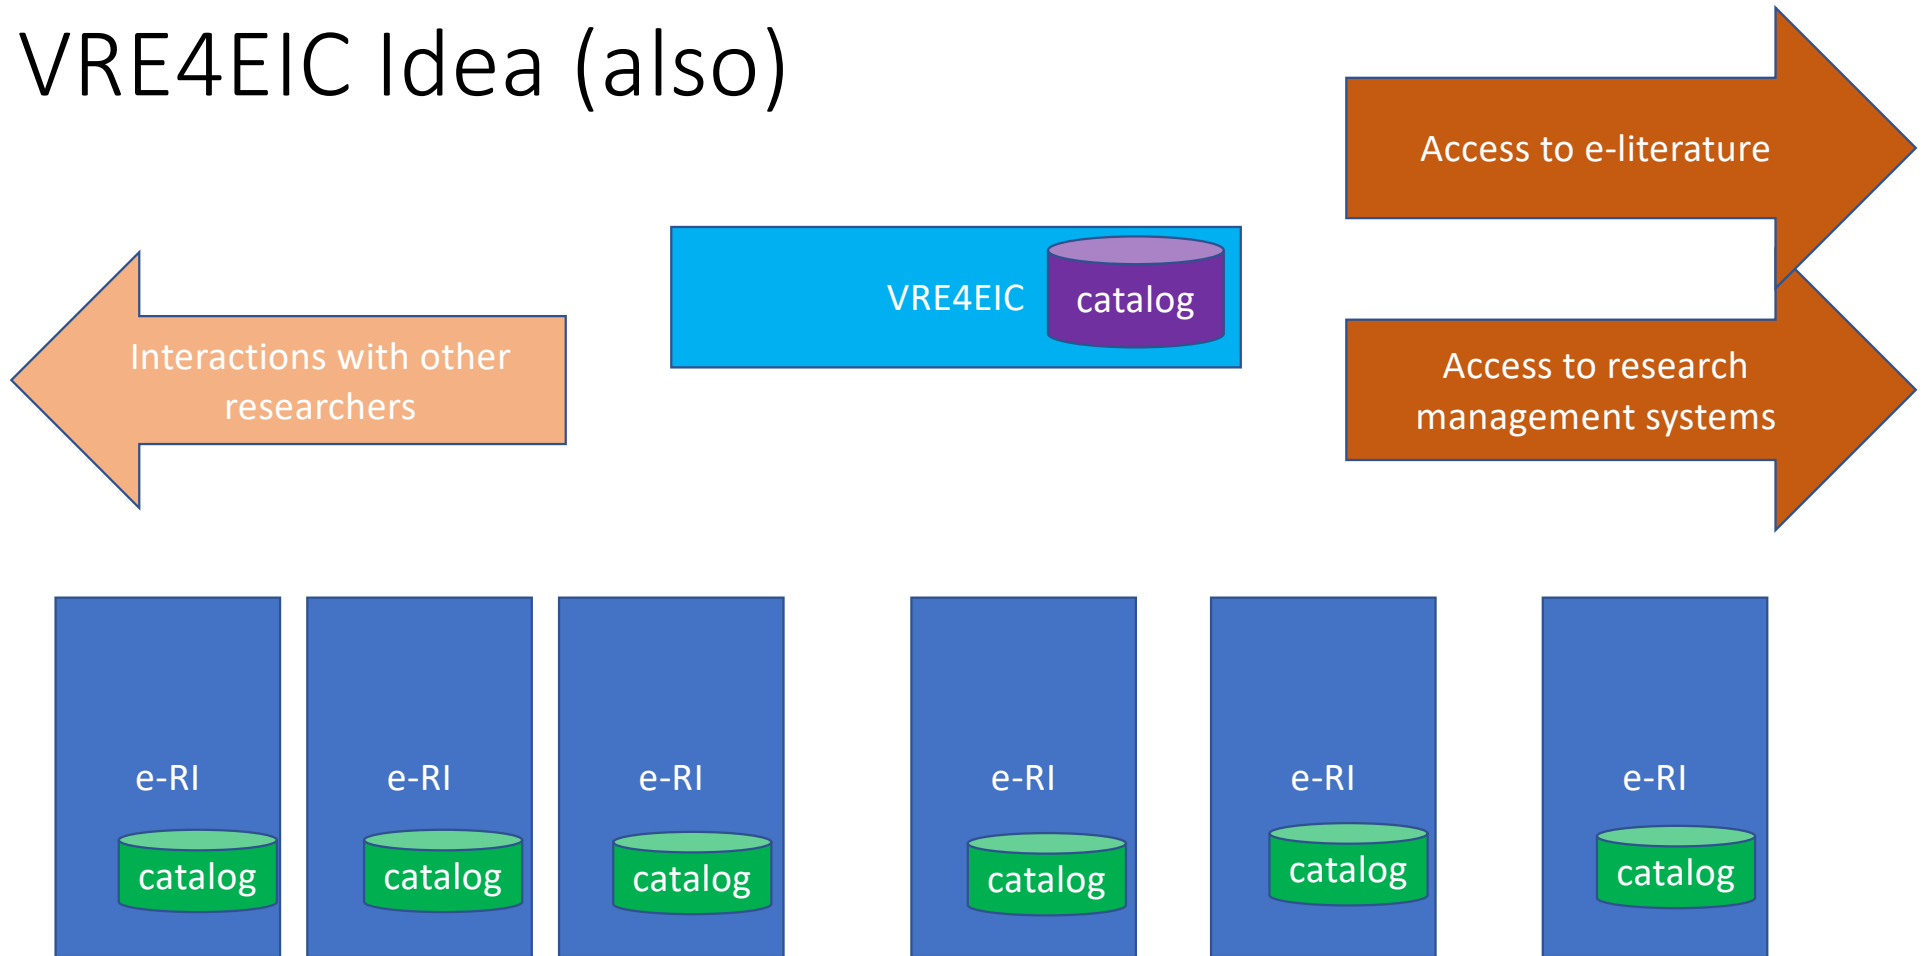 VRE4EIC Idea (also)
Access to e-literature
VRE4EIC
catalog
Interactions with other
researchers
Access to research
management systems
e-RI
e-RI
e-RI
e-RI
e-RI
e-RI
catalog
catalog
catalog
catalog
catalog
catalog